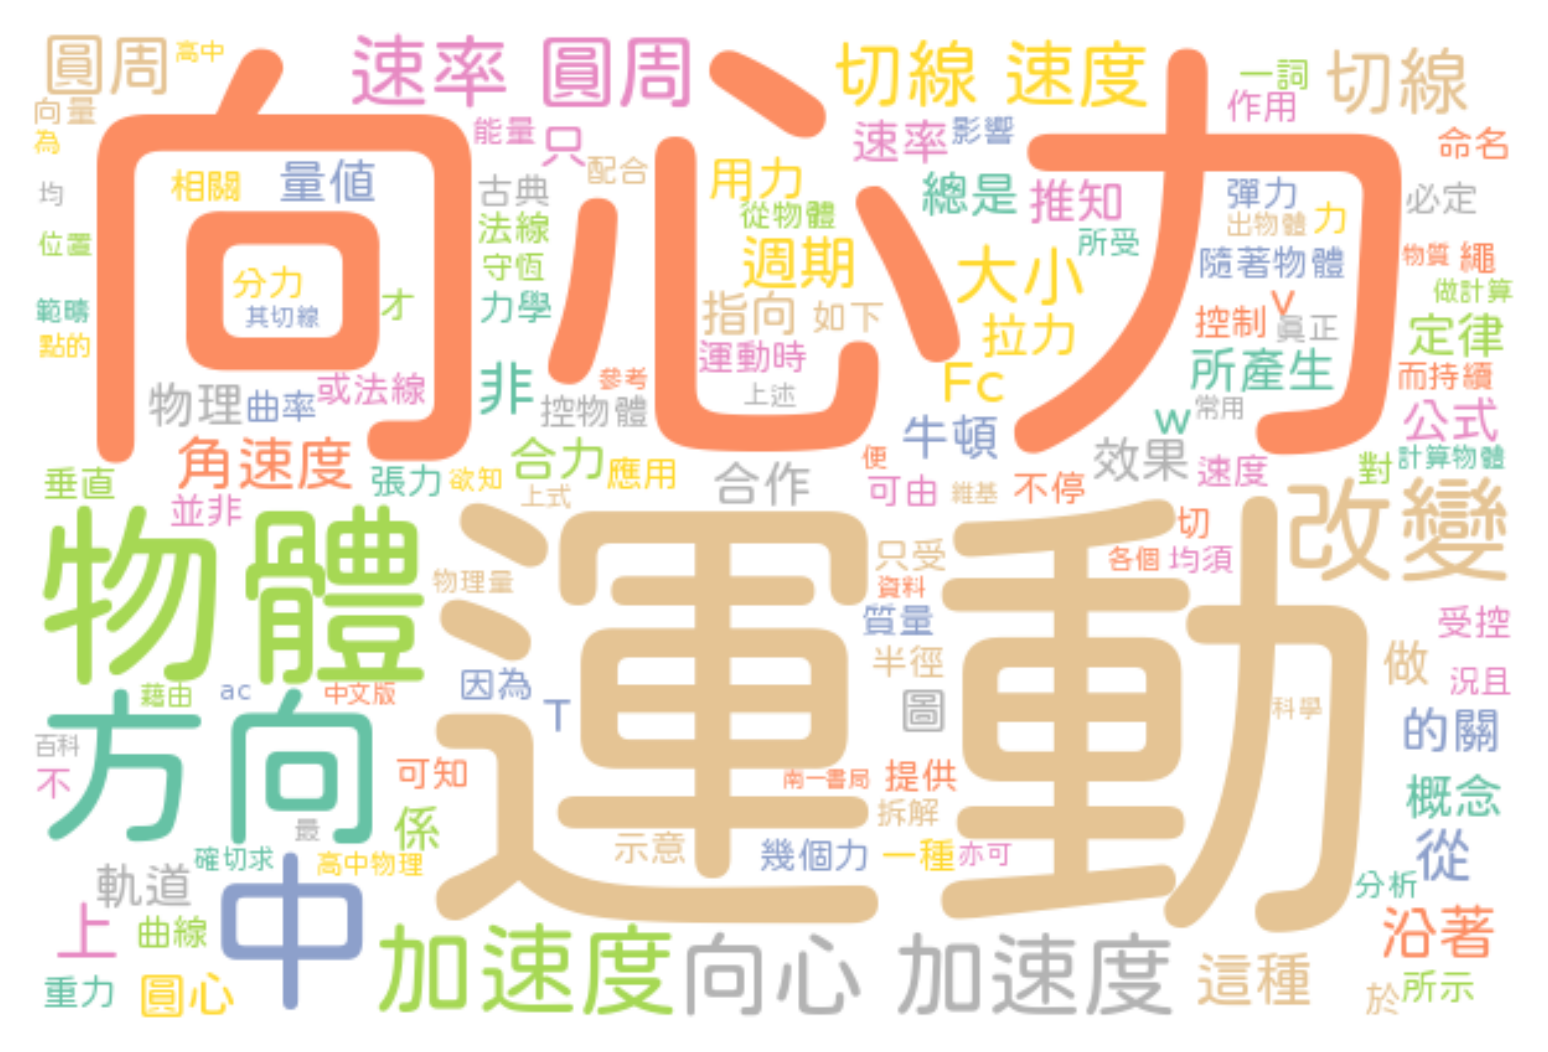 圓周 高中 速率 圓周 切線 速度 一詞 切線
向量 作用
為 能量 只 速率 影響 命名
向心力
相關 量值 古典 配合 用力 總是 推知 彈力 必定
均 從物體 出物體 力
法線 所受
位置 守恆 週期 大小 隨著物體 物質 繩
分力 做計算
範疇 其切線 才 力學 指向 如下 拉力 控制 v 真正 定律
點的 運動時 所產生
物理 曲率 或法線 非 參考 上述 Fc 而持續
控物體 w 常用 公式
角速度 合力 牛頓 效果
垂直 張力 欲知 應用 合作 便 速度 對 計算物體
並非 上式 可由 維基 不停 切 改變
物體 運動
物理量 只受 各個 均須
資料
質量 受控
藉由 ac 中文版 因為 半徑 做 況且
方向 T 圖 科學 的關
百科
不 可知 南一書局 提供 概念
最 係 拆解
確切求 高中物理 示意 幾個力 一種 亦可 從
軌道 中 分析
上 曲線 沿著
重力 圓心 加速度 向心 加速度 這種 於 所示